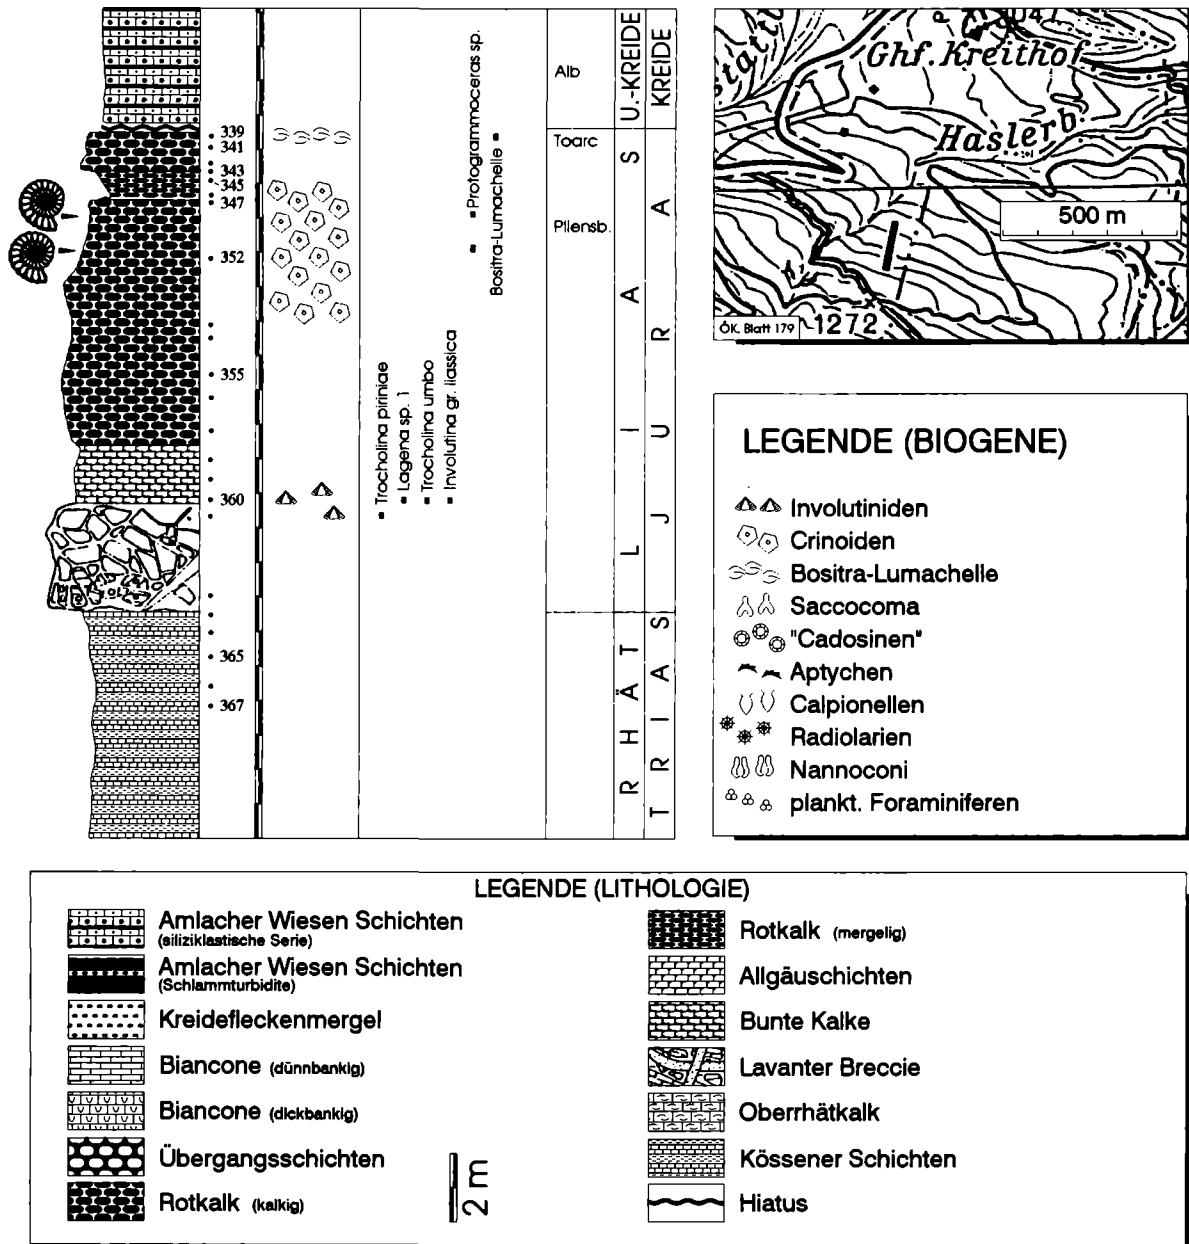 339
341
343
345
347
352
355
360
365
367
Trocholina piriniae
Lagena sp. 1
Trocholina umbo
Involutina gr. liassica
Protogrammoceras sp.
Bositra-Lumachelle
Alb
Toarc
Pliensb.
U.-KREIDE
KREIDE
LIAS
JURA
RHÄT
TRIAS
Ghf. Kreithof
Haslerb.
500 m
ÖK. Blatt 179
1272
LEGENDE (BIOGENE)
Involutiniden
Crinoiden
Bositra-Lumachelle
Saccocoma
"Cadosinen"
Aptychen
Calpionellen
Radiolarien
Nannoconi
plankt. Foraminiferen
LEGENDE (LITHOLOGIE)
Amlacher Wiesen Schichten
(siliziklastische Serie)
Amlacher Wiesen Schichten
(Schlammturbidite)
Kreidefleckenmergel
Biancone (dünnbankig)
Biancone (dickbankig)
Übergangsschichten
Rotkalk (kalkig)
2 m
Rotkalk (mergelig)
Allgäuschichten
Bunte Kalke
Lavanter Breccie
Oberrhätkalk
Kössener Schichten
Hiatus